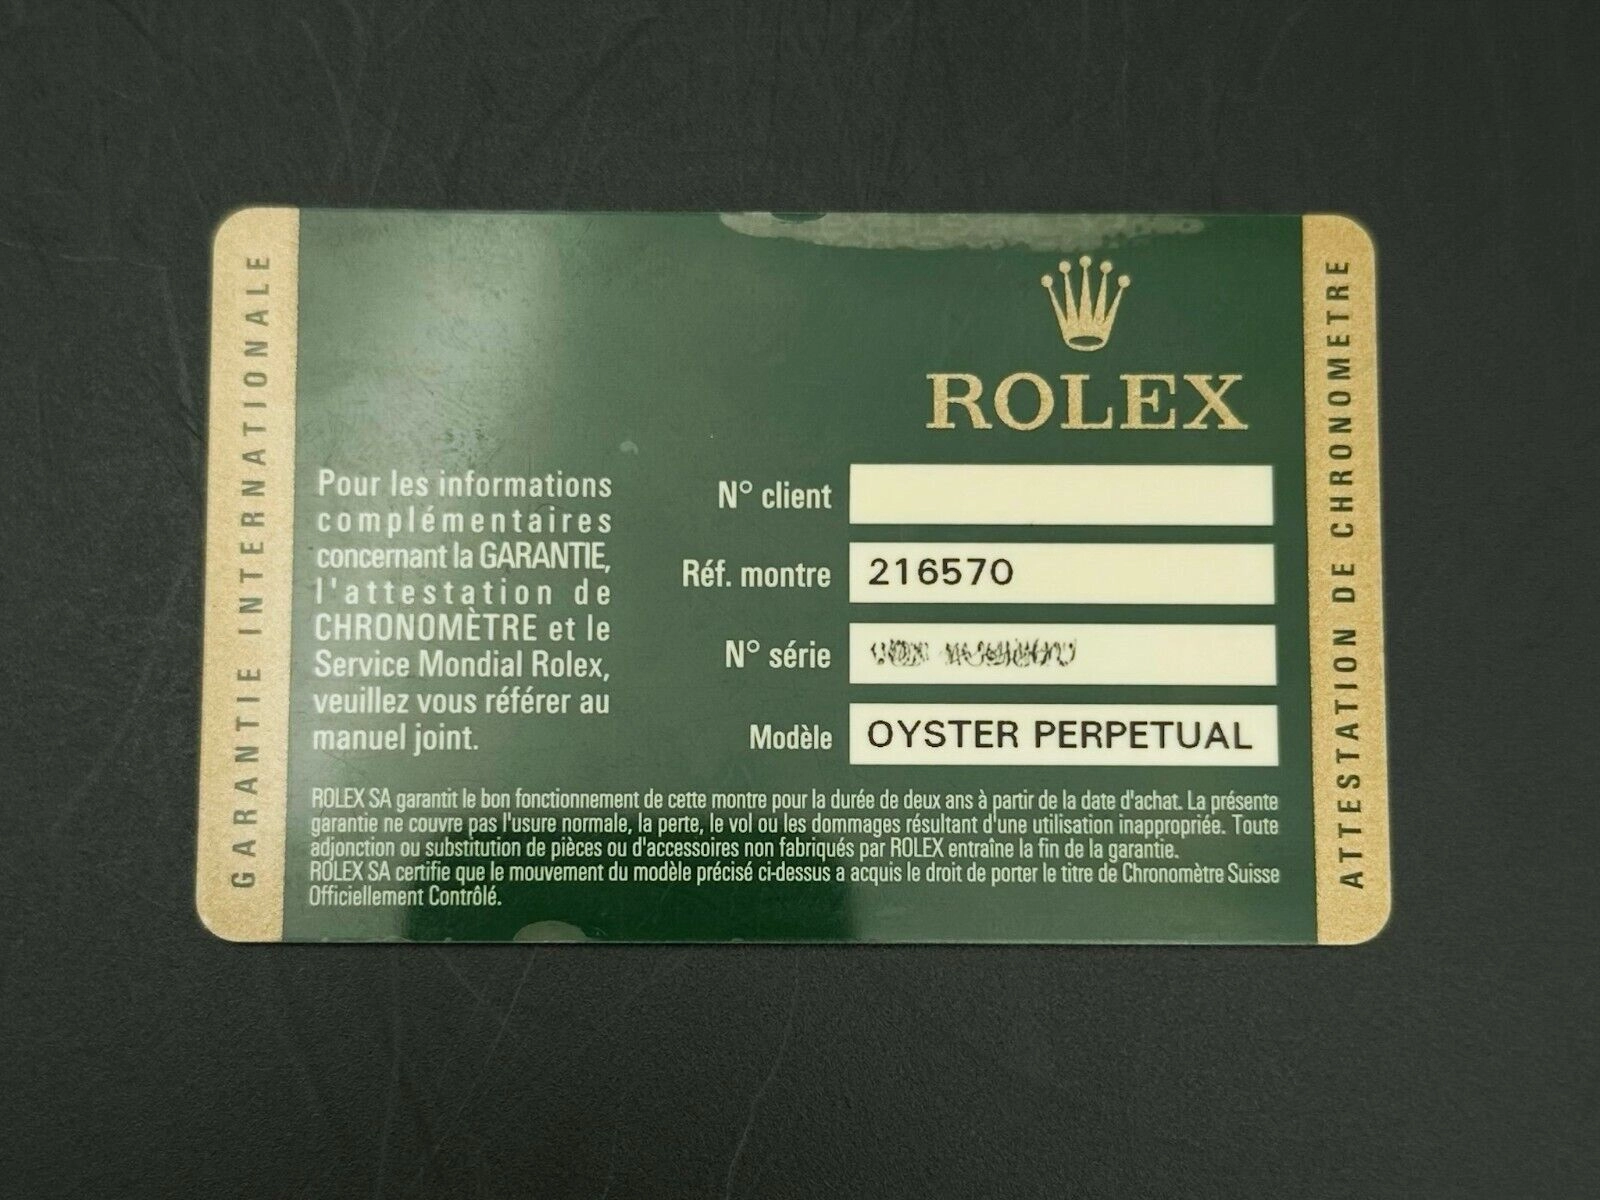 GARANTIE INTERNATIONALE
ROLEX
Pour les informations
complémentaires
concernant la GARANTIE,
l'attestation de
CHRONOMÈTRE et le
Service Mondial Rolex,
veuillez vous référer au
manuel joint.
N° client
Réf. montre 216570
N° série
Modèle OYSTER PERPETUAL
ROLEX SA garantit le bon fonctionnement de cette montre pour la durée de deux ans à partir de la date d'achat. La présente
garantie ne couvre pas l'usure normale, la perte, le vol ou les dommages résultant d'une utilisation inappropriée. Toute
adjonction ou substitution de pièces ou d'accessoires non fabriqués par ROLEX entraîne la fin de la garantie.
ROLEX SA certifie que le mouvement du modèle précisé ci-dessus a acquis le droit de porter le titre de Chronomètre Suisse
Officiellement Contrôlé.
ATTESTATION DE CHRONOMETRE